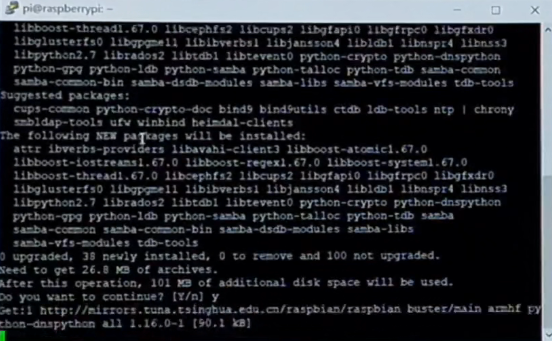 pi@raspberrypi: ~
libboost-thread1.67.0 libcephfs2 libcups2 libgfapi0 libgfrpc0 libgfxdr0
libglusterfs0 libgpgme11 libibverbs1 libjansson4 libldb1 libnspr4 libnss3
libpython2.7 librados2 libtdb1 libtevent0 python-crypto python-dnspython
python-gpg python-ldb python-samba python-talloc python-tdb samba-common
samba-common-bin samba-dsdb-modules samba-libs samba-vfs-modules tdb-tools
Suggested packages:
cups-common python-crypto-doc bind9 bind9utils ctdb ldb-tools ntp | chrony
smbldap-tools ufw winbind heimdal-clients
The following NEW packages will be installed:
attr ibverbs-providers libavahi-client3 libboost-atomic1.67.0
libboost-iostreams1.67.0 libboost-regex1.67.0 libboost-system1.67.0
libboost-thread1.67.0 libcephfs2 libcups2 libgfapi0 libgfrpc0 libgfxdr0
libglusterfs0 libgpgme11 libibverbs1 libjansson4 libldb1 libnspr4 libnss3
libpython2.7 librados2 libtdb1 libtevent0 python-crypto python-dnspython
python-gpg python-ldb python-samba python-talloc python-tdb samba
samba-common samba-common-bin samba-dsdb-modules samba-libs
samba-vfs-modules tdb-tools
0 upgraded, 38 newly installed, 0 to remove and 100 not upgraded.
Need to get 26.8 MB of archives.
After this operation, 101 MB of additional disk space will be used.
Do you want to continue? [Y/n] y
Get:1 http://mirrors.tuna.tsinghua.edu.cn/raspbian/raspbian buster/main armhf py
thon-dnspython all 1.16.0-1 [90.1 kB]